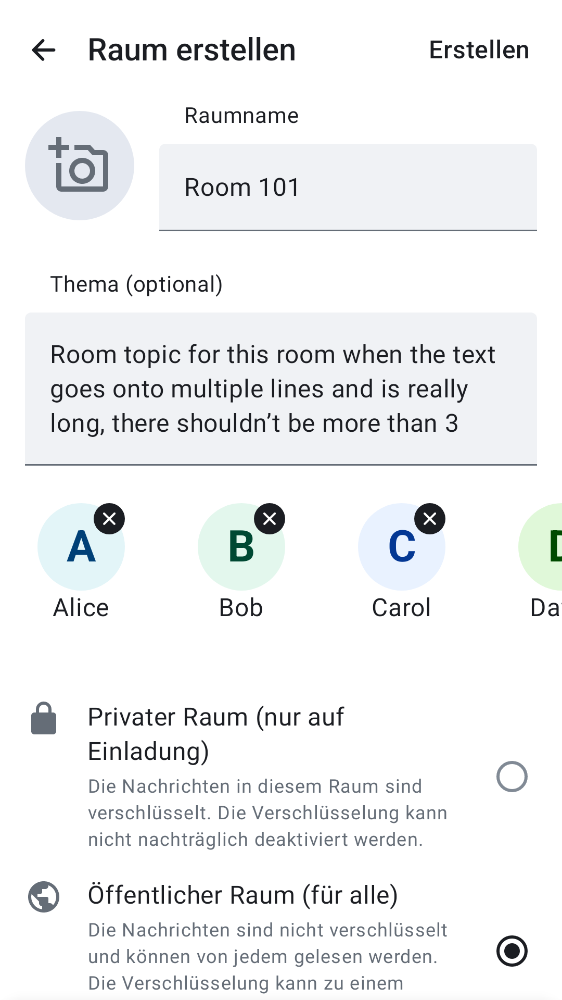 Raum erstellen
Erstellen
Raumname
Room 101
Thema (optional)
Room topic for this room when the text
goes onto multiple lines and is really
long, there shouldn’t be more than 3
A
B
C
Alice
Bob
Carol
Privater Raum (nur auf
Einladung)
Die Nachrichten in diesem Raum sind
verschlüsselt. Die Verschlüsselung kann
nicht nachträglich deaktiviert werden.
Öffentlicher Raum (für alle)
Die Nachrichten sind nicht verschlüsselt
und können von jedem gelesen werden.
Die Verschlüsselung kann zu einem